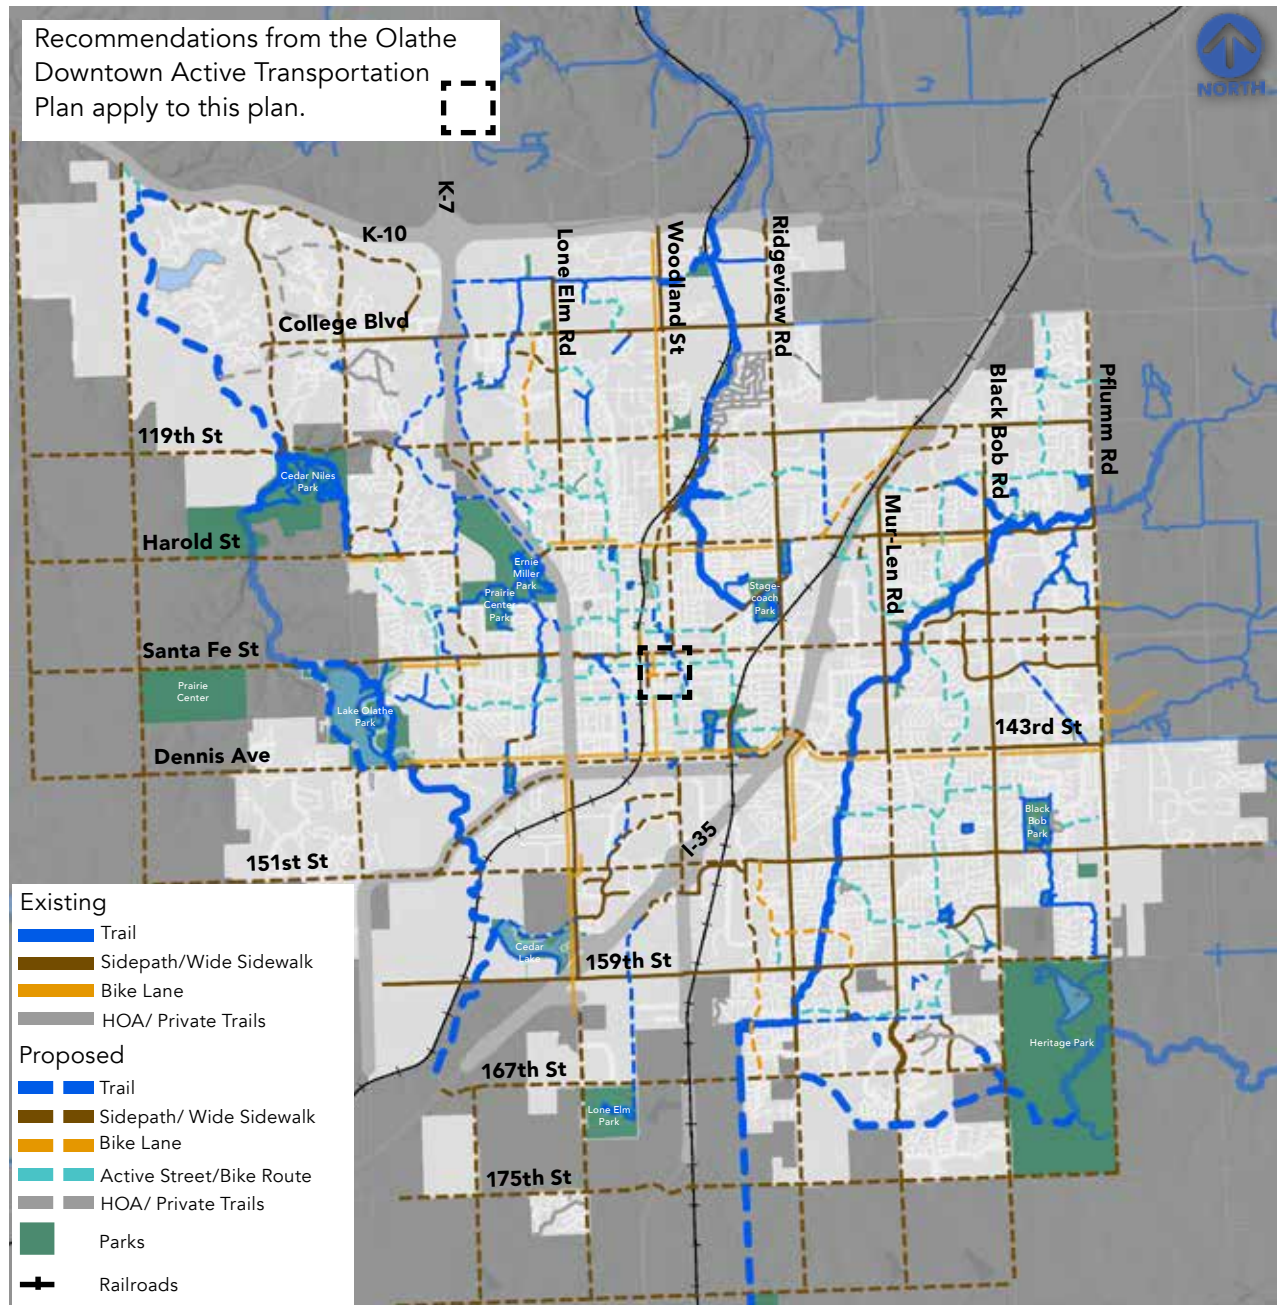 Recommendations from the Olathe
Downtown Active Transportation
Plan apply to this plan.
NORTH
K-7
K-10
Lone Elm Rd
Woodland St
Ridgeview Rd
College Blvd
Black Bob Rd
Pflumm Rd
119th St
Cedar Niles
Park
Mur-Len Rd
Harold St
Ernie
Miller
Park
Prairie
Center
Park
Stage-
coach
Park
Santa Fe St
Prairie
Center
Lake Olathe
Park
143rd St
Dennis Ave
Black
Bob
Park
I-35
151st St
Cedar
Lake
159th St
Heritage Park
167th St
Lone Elm
Park
175th St
Existing
Trail
Sidepath/Wide Sidewalk
Bike Lane
HOA/ Private Trails
Proposed
Trail
Sidepath/ Wide Sidewalk
Bike Lane
Active Street/Bike Route
HOA/ Private Trails
Parks
Railroads